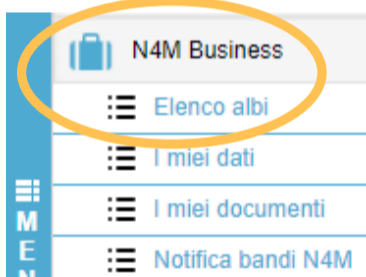 N4M Business
Elenco albi
I miei dati
I miei documenti
Notifica bandi N4M
M
E
N